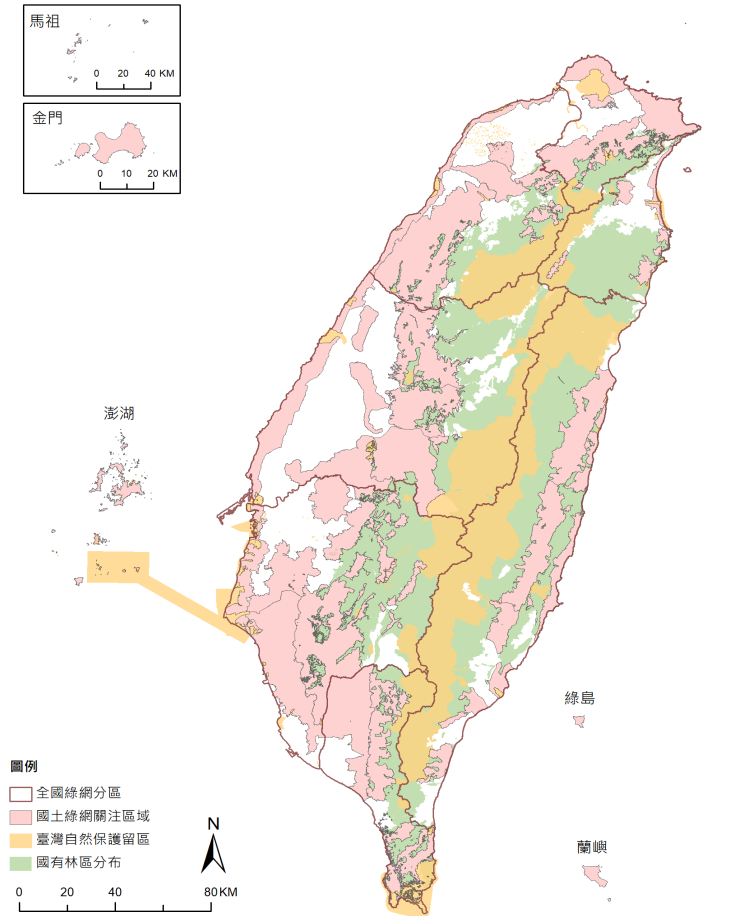 馬祖
0 20 40 KM
金門
0 10 20 KM
澎湖
綠島
圖例
全國綠網分區
國土綠網關注區域
臺灣自然保護留區
國有林區分布
N
蘭嶼
0 20 40 80 KM